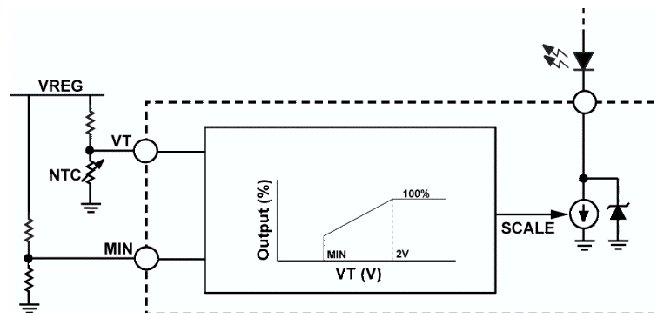 VREG
VT
NTC
100%
Output (%)
SCALE
MIN
MIN
2V
VT (V)